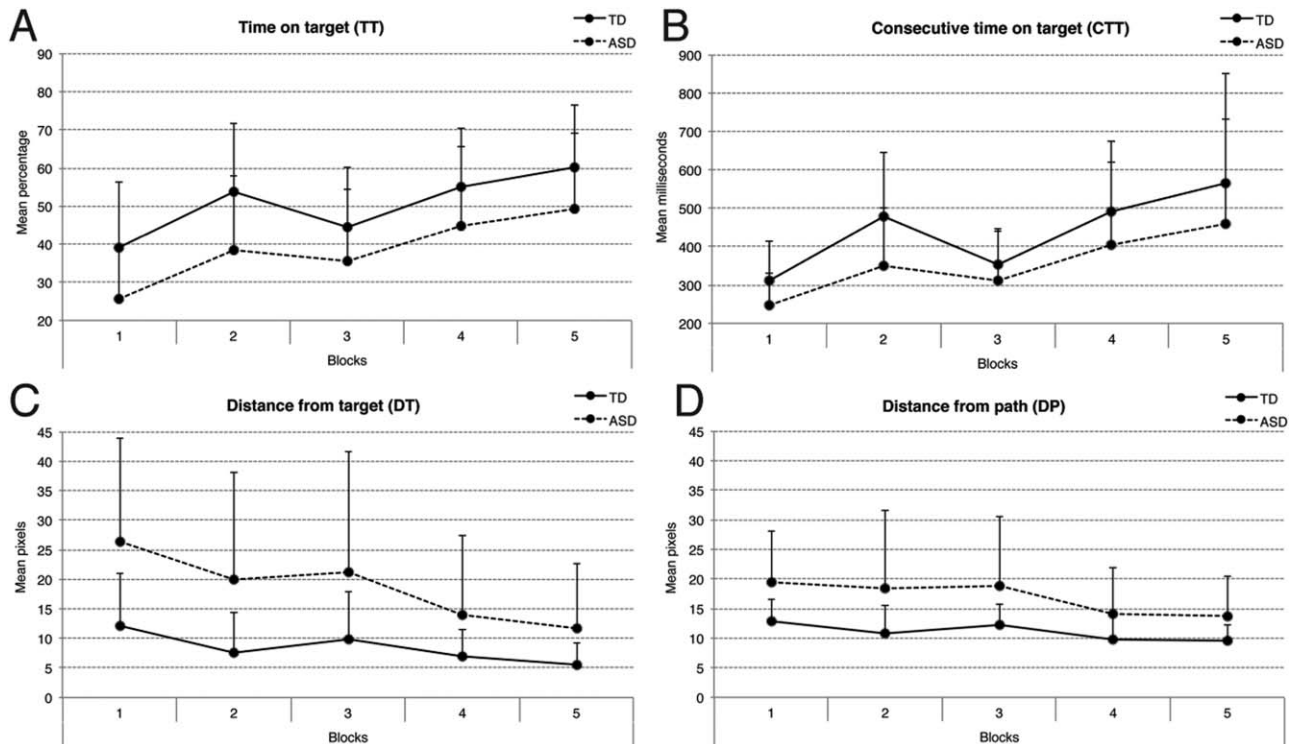 A
Time on target (TT)
TD
ASD
90
80
70
60
50
40
30
20
Mean percentage
1 2 3 4 5
Blocks
B
Consecutive time on target (CTT)
TD
ASD
900
800
700
600
500
400
300
200
Mean milliseconds
1 2 3 4 5
Blocks
C
Distance from target (DT)
TD
ASD
45
40
35
30
25
20
15
10
5
0
Mean pixels
1 2 3 4 5
Blocks
D
Distance from path (DP)
TD
ASD
45
40
35
30
25
20
15
10
5
0
Mean pixels
1 2 3 4 5
Blocks